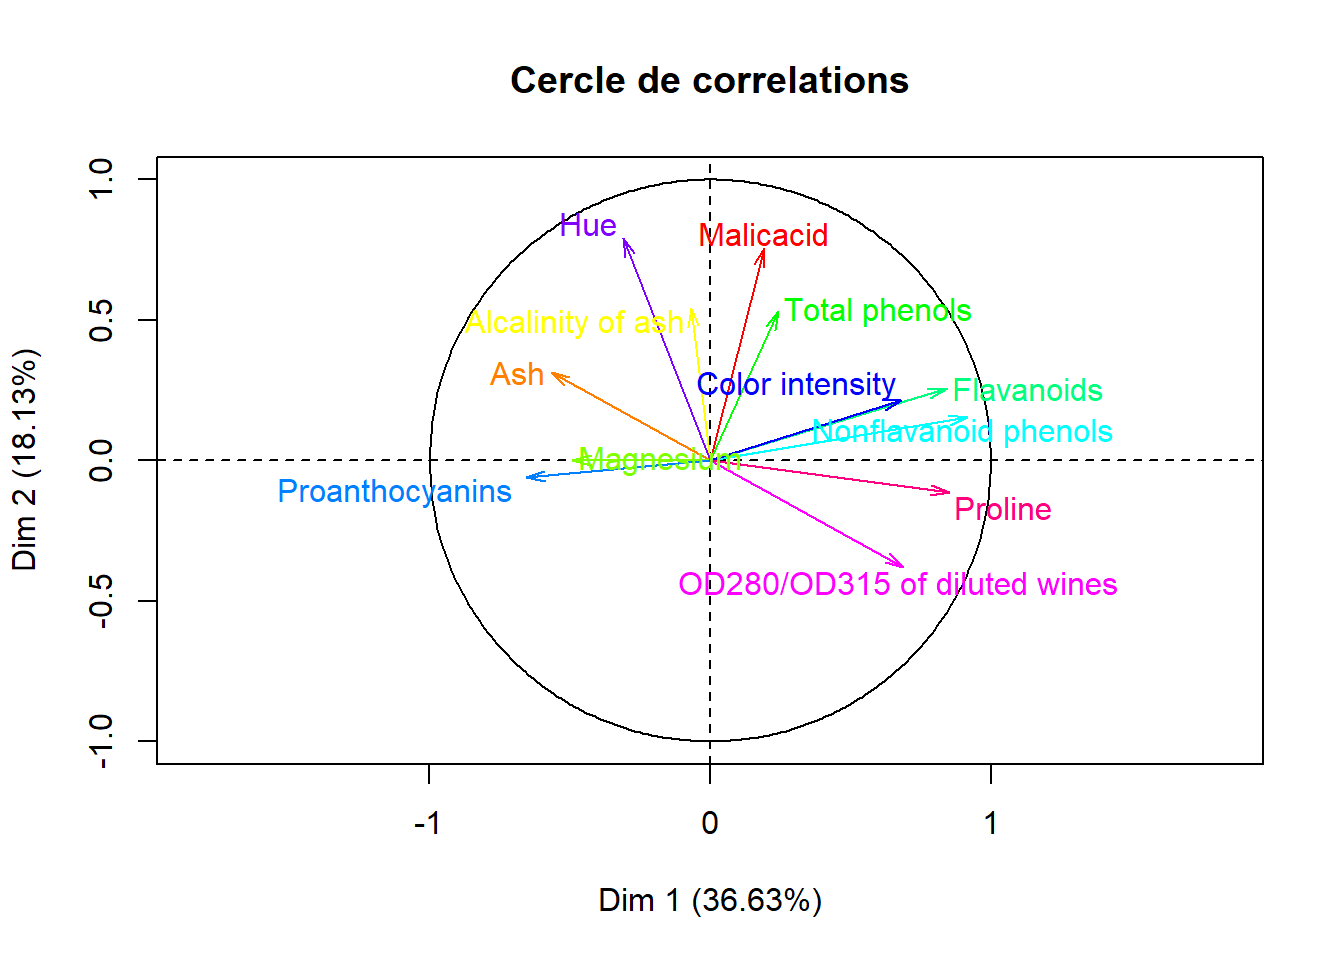 Cercle de correlations
1.0
0.5
0.0
-0.5
-1.0
Dim 2 (18.13%)
Hue
Malicacid
Total phenols
Alcalinity of ash
Ash
Color intensity
Flavanoids
Nonflavanoid phenols
Magnesium
Proanthocyanins
Proline
OD280/OD315 of diluted wines
-1
0
1
Dim 1 (36.63%)